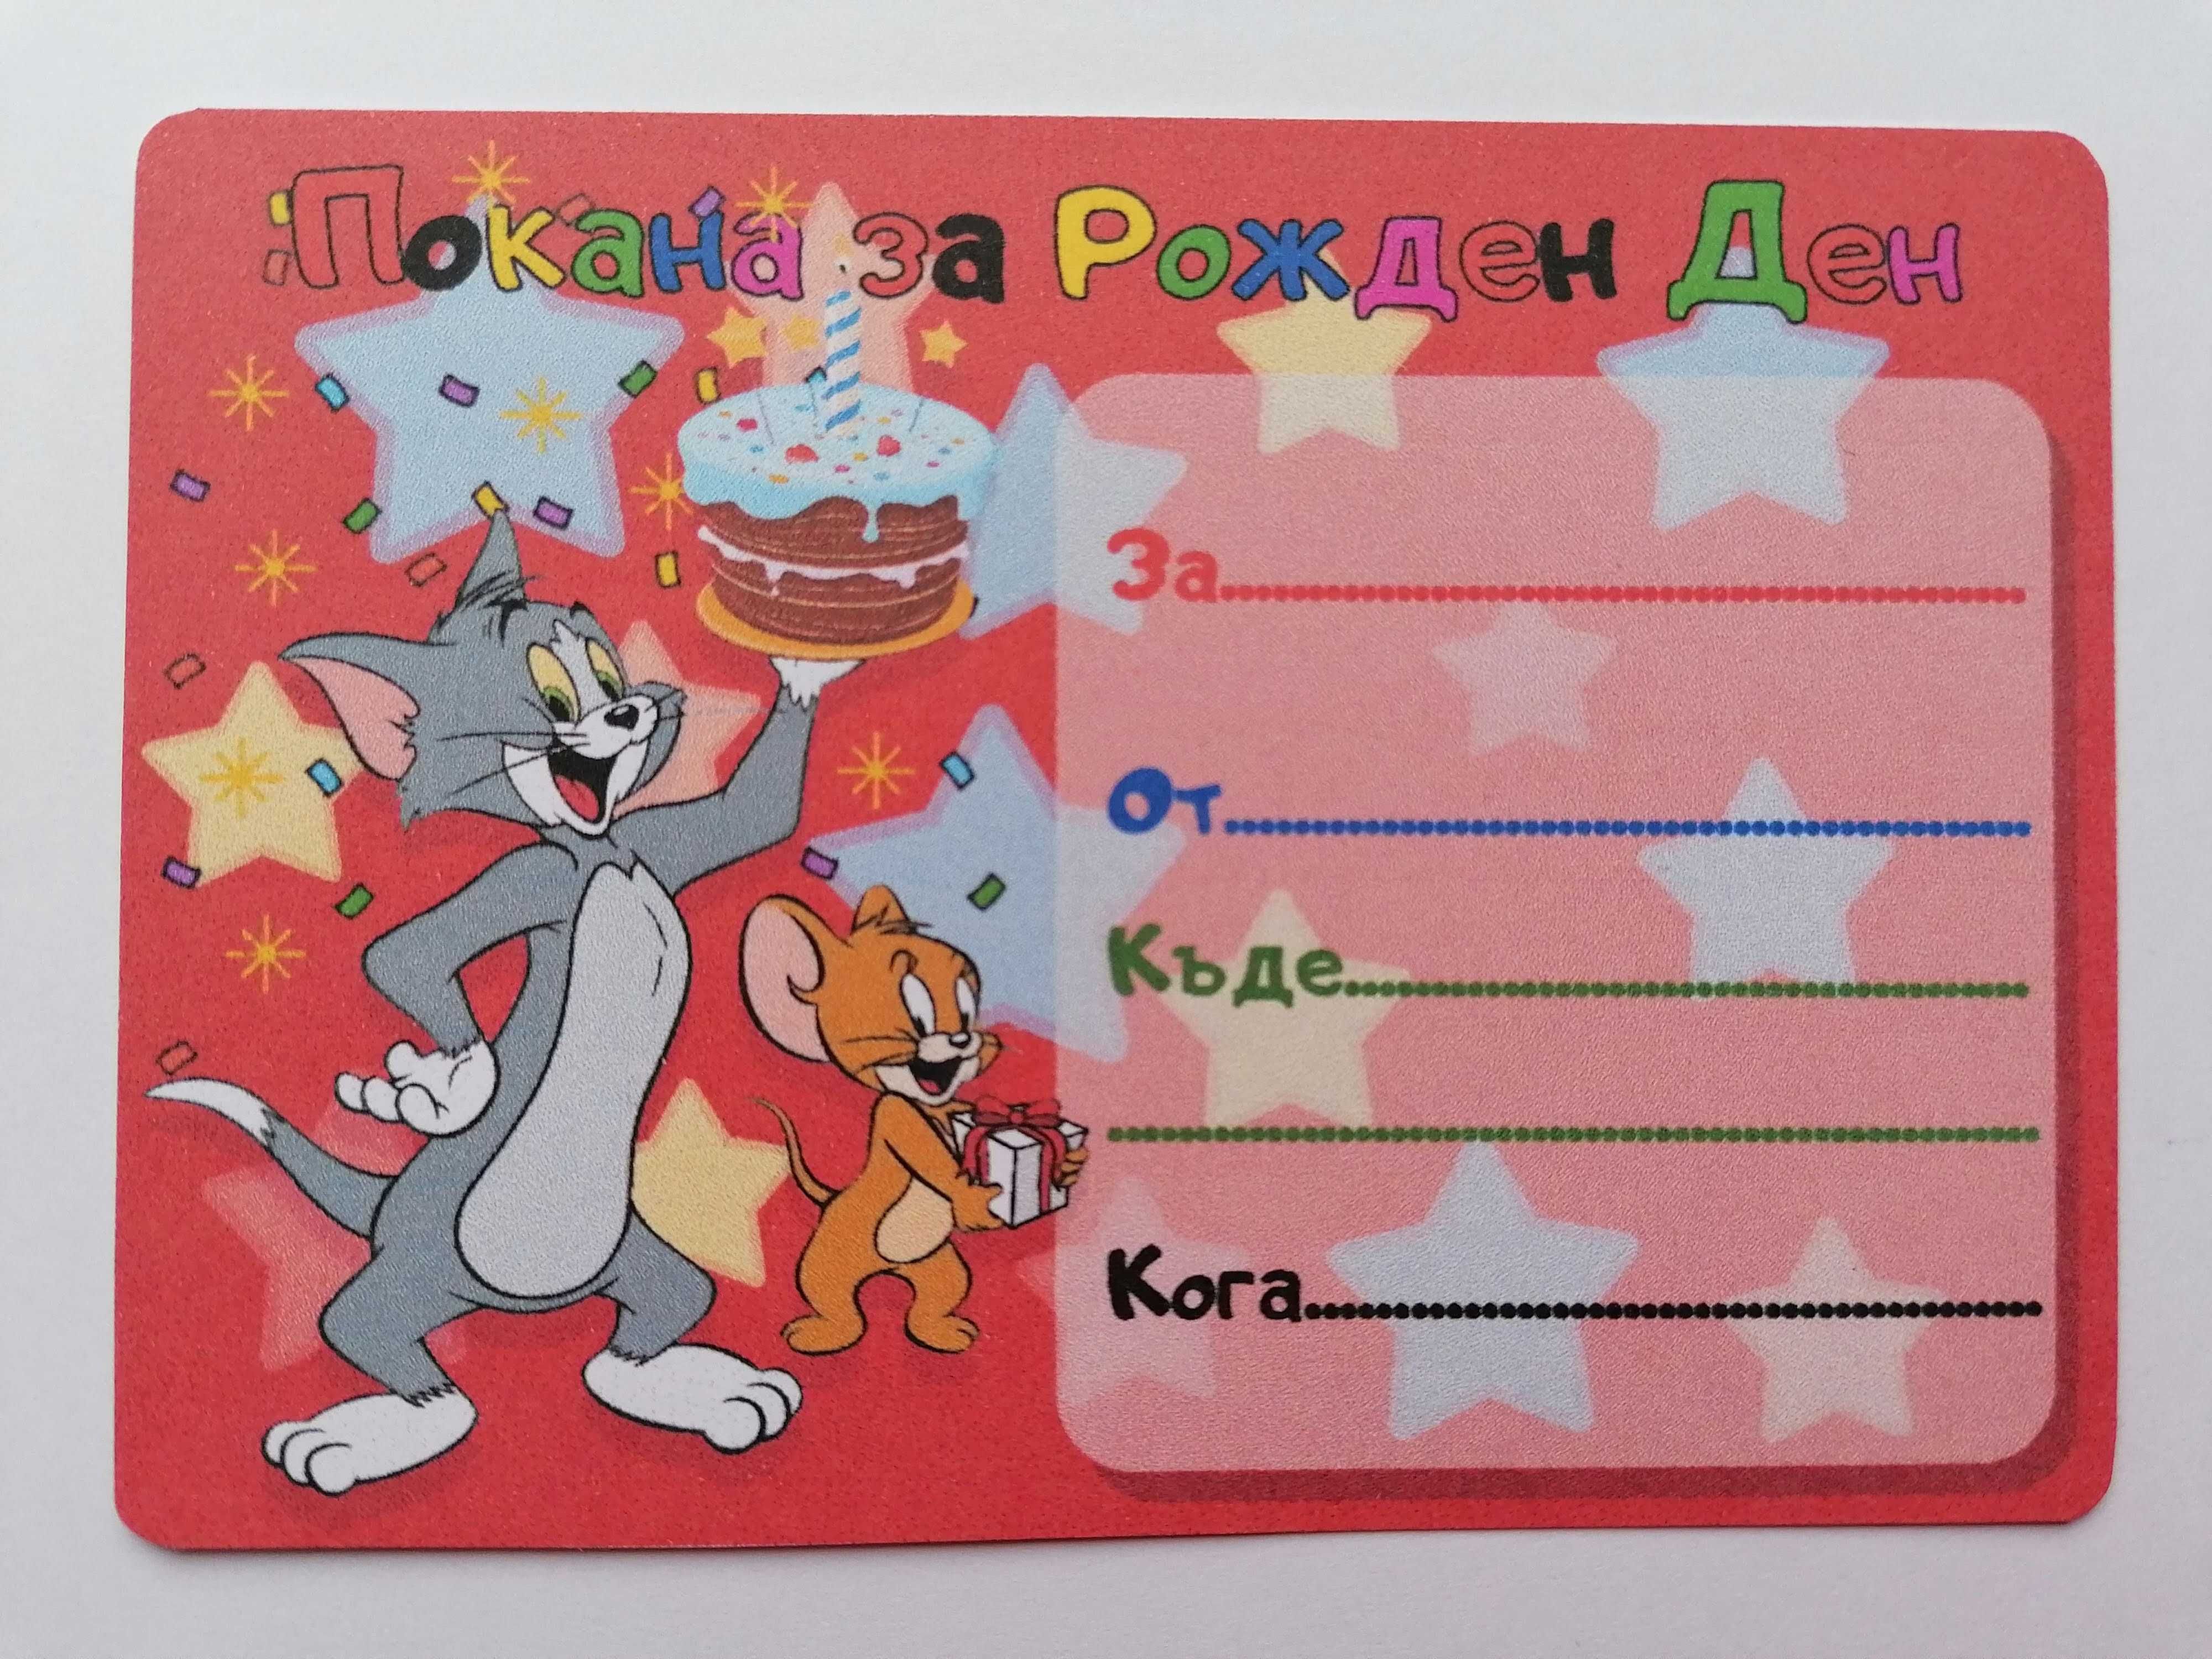 Покана за Рожден Ден
За..............................
От..............................
Къде..............................
..............................
Кога..............................